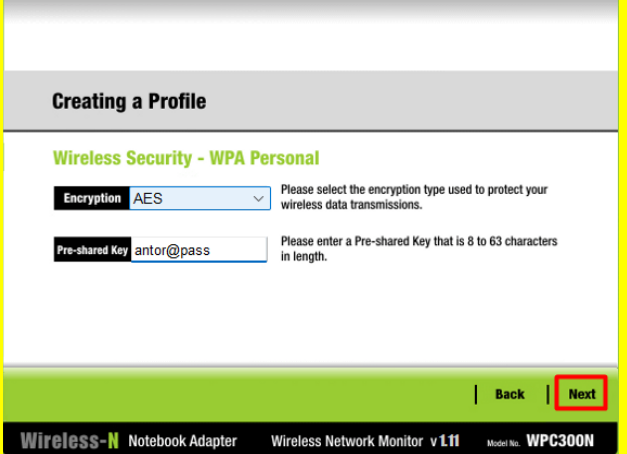 Creating a Profile
Wireless Security - WPA Personal
Encryption AES Please select the encryption type used to protect your
wireless data transmissions.
Pre-shared Key antor@pass Please enter a Pre-shared Key that is 8 to 63 characters
in length.
Back Next
Wireless-N Notebook Adapter Wireless Network Monitor v1.11 Model No. WPC300N